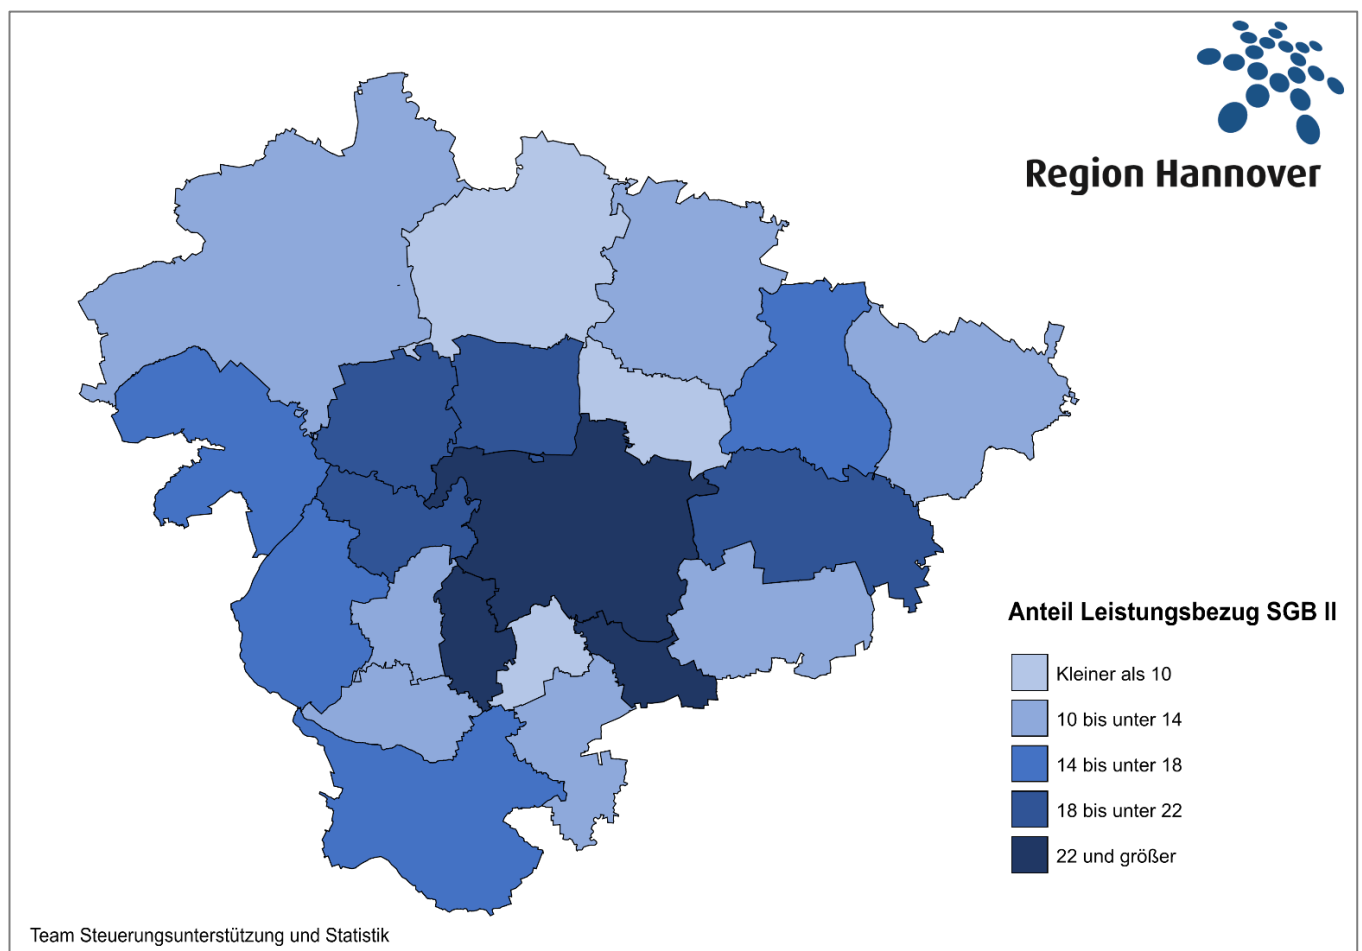 Region Hannover
Anteil Leistungsbezug SGB II
Kleiner als 10
10 bis unter 14
14 bis unter 18
18 bis unter 22
22 und größer
Team Steuerungsunterstützung und Statistik